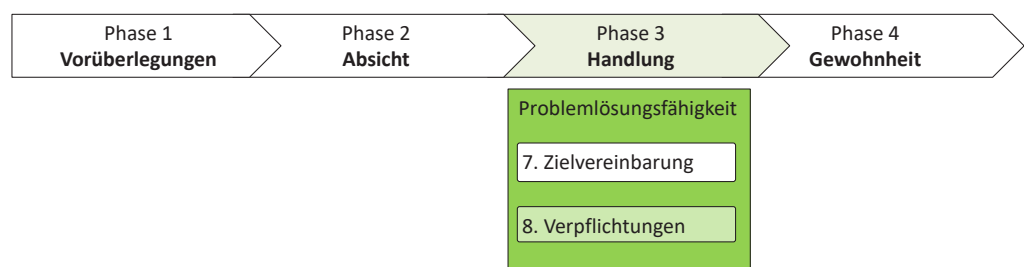 Phase 1
Vorüberlegungen
Phase 2
Absicht
Phase 3
Handlung
Phase 4
Gewohnheit
Problemlösungsfähigkeit
7. Zielvereinbarung
8. Verpflichtungen